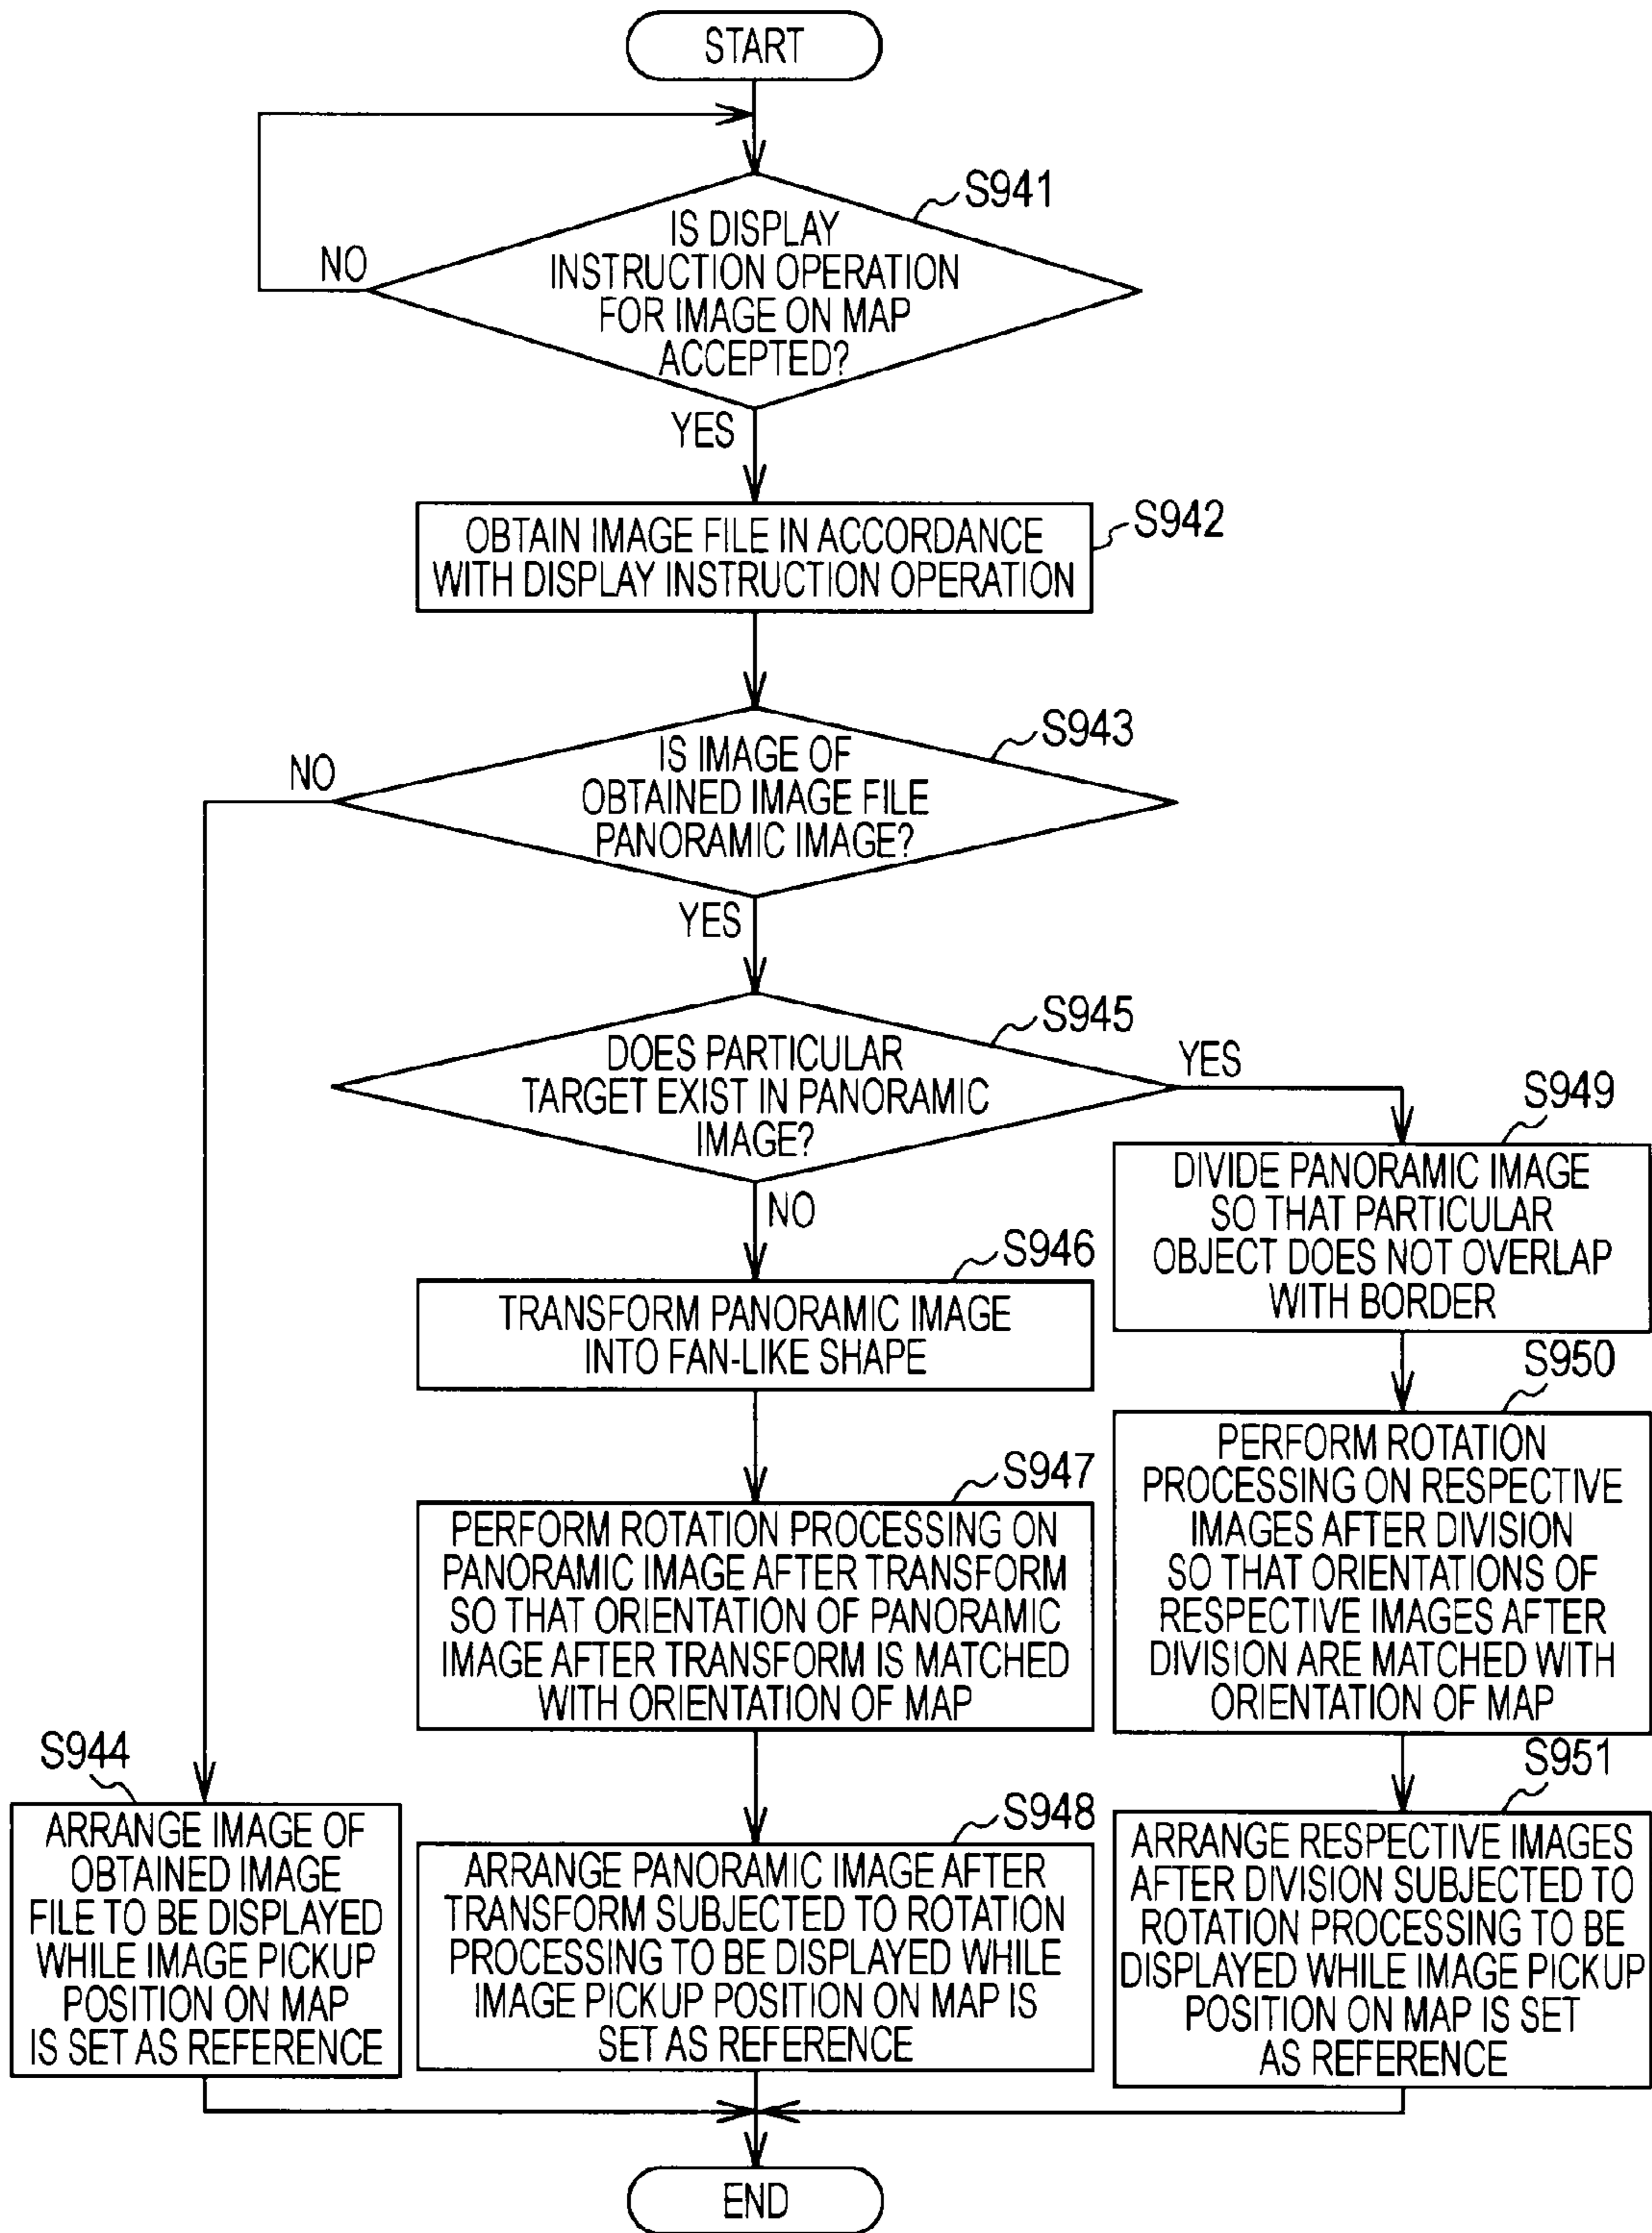 START
S941
IS DISPLAY
INSTRUCTION OPERATION
FOR IMAGE ON MAP
ACCEPTED?
NO
YES
S942
OBTAIN IMAGE FILE IN ACCORDANCE
WITH DISPLAY INSTRUCTION OPERATION
S943
IS IMAGE OF
OBTAINED IMAGE FILE
PANORAMIC IMAGE?
NO
YES
S945
DOES PARTICULAR
TARGET EXIST IN PANORAMIC
IMAGE?
YES
NO
S949
DIVIDE PANORAMIC IMAGE
SO THAT PARTICULAR
OBJECT DOES NOT OVERLAP
WITH BORDER
S946
TRANSFORM PANORAMIC IMAGE
INTO FAN-LIKE SHAPE
S950
PERFORM ROTATION
PROCESSING ON RESPECTIVE
IMAGES AFTER DIVISION
SO THAT ORIENTATIONS OF
RESPECTIVE IMAGES AFTER
DIVISION ARE MATCHED WITH
ORIENTATION OF MAP
S947
PERFORM ROTATION PROCESSING ON
PANORAMIC IMAGE AFTER TRANSFORM
SO THAT ORIENTATION OF PANORAMIC
IMAGE AFTER TRANSFORM IS MATCHED
WITH ORIENTATION OF MAP
S944
ARRANGE IMAGE OF
OBTAINED IMAGE
FILE TO BE DISPLAYED
WHILE IMAGE PICKUP
POSITION ON MAP
IS SET AS REFERENCE
S948
ARRANGE PANORAMIC IMAGE AFTER
TRANSFORM SUBJECTED TO ROTATION
PROCESSING TO BE DISPLAYED WHILE
IMAGE PICKUP POSITION ON MAP IS
SET AS REFERENCE
S951
ARRANGE RESPECTIVE IMAGES
AFTER DIVISION SUBJECTED TO
ROTATION PROCESSING TO BE
DISPLAYED WHILE IMAGE PICKUP
POSITION ON MAP IS SET
AS REFERENCE
END